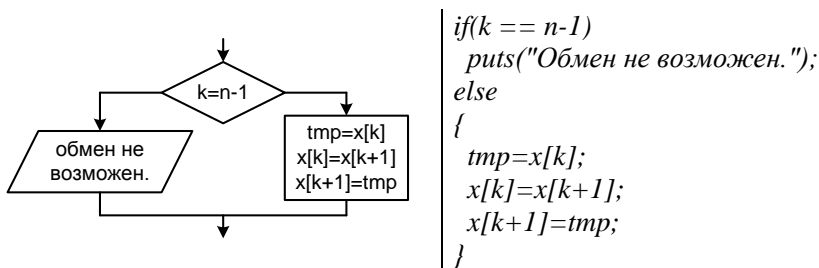 k=n-1
обмен не
возможен.
tmp=x[k]
x[k]=x[k+1]
x[k+1]=tmp
if(k == n-1)
puts("Обмен не возможен.");
else
{
tmp=x[k];
x[k]=x[k+1];
x[k+1]=tmp;
}